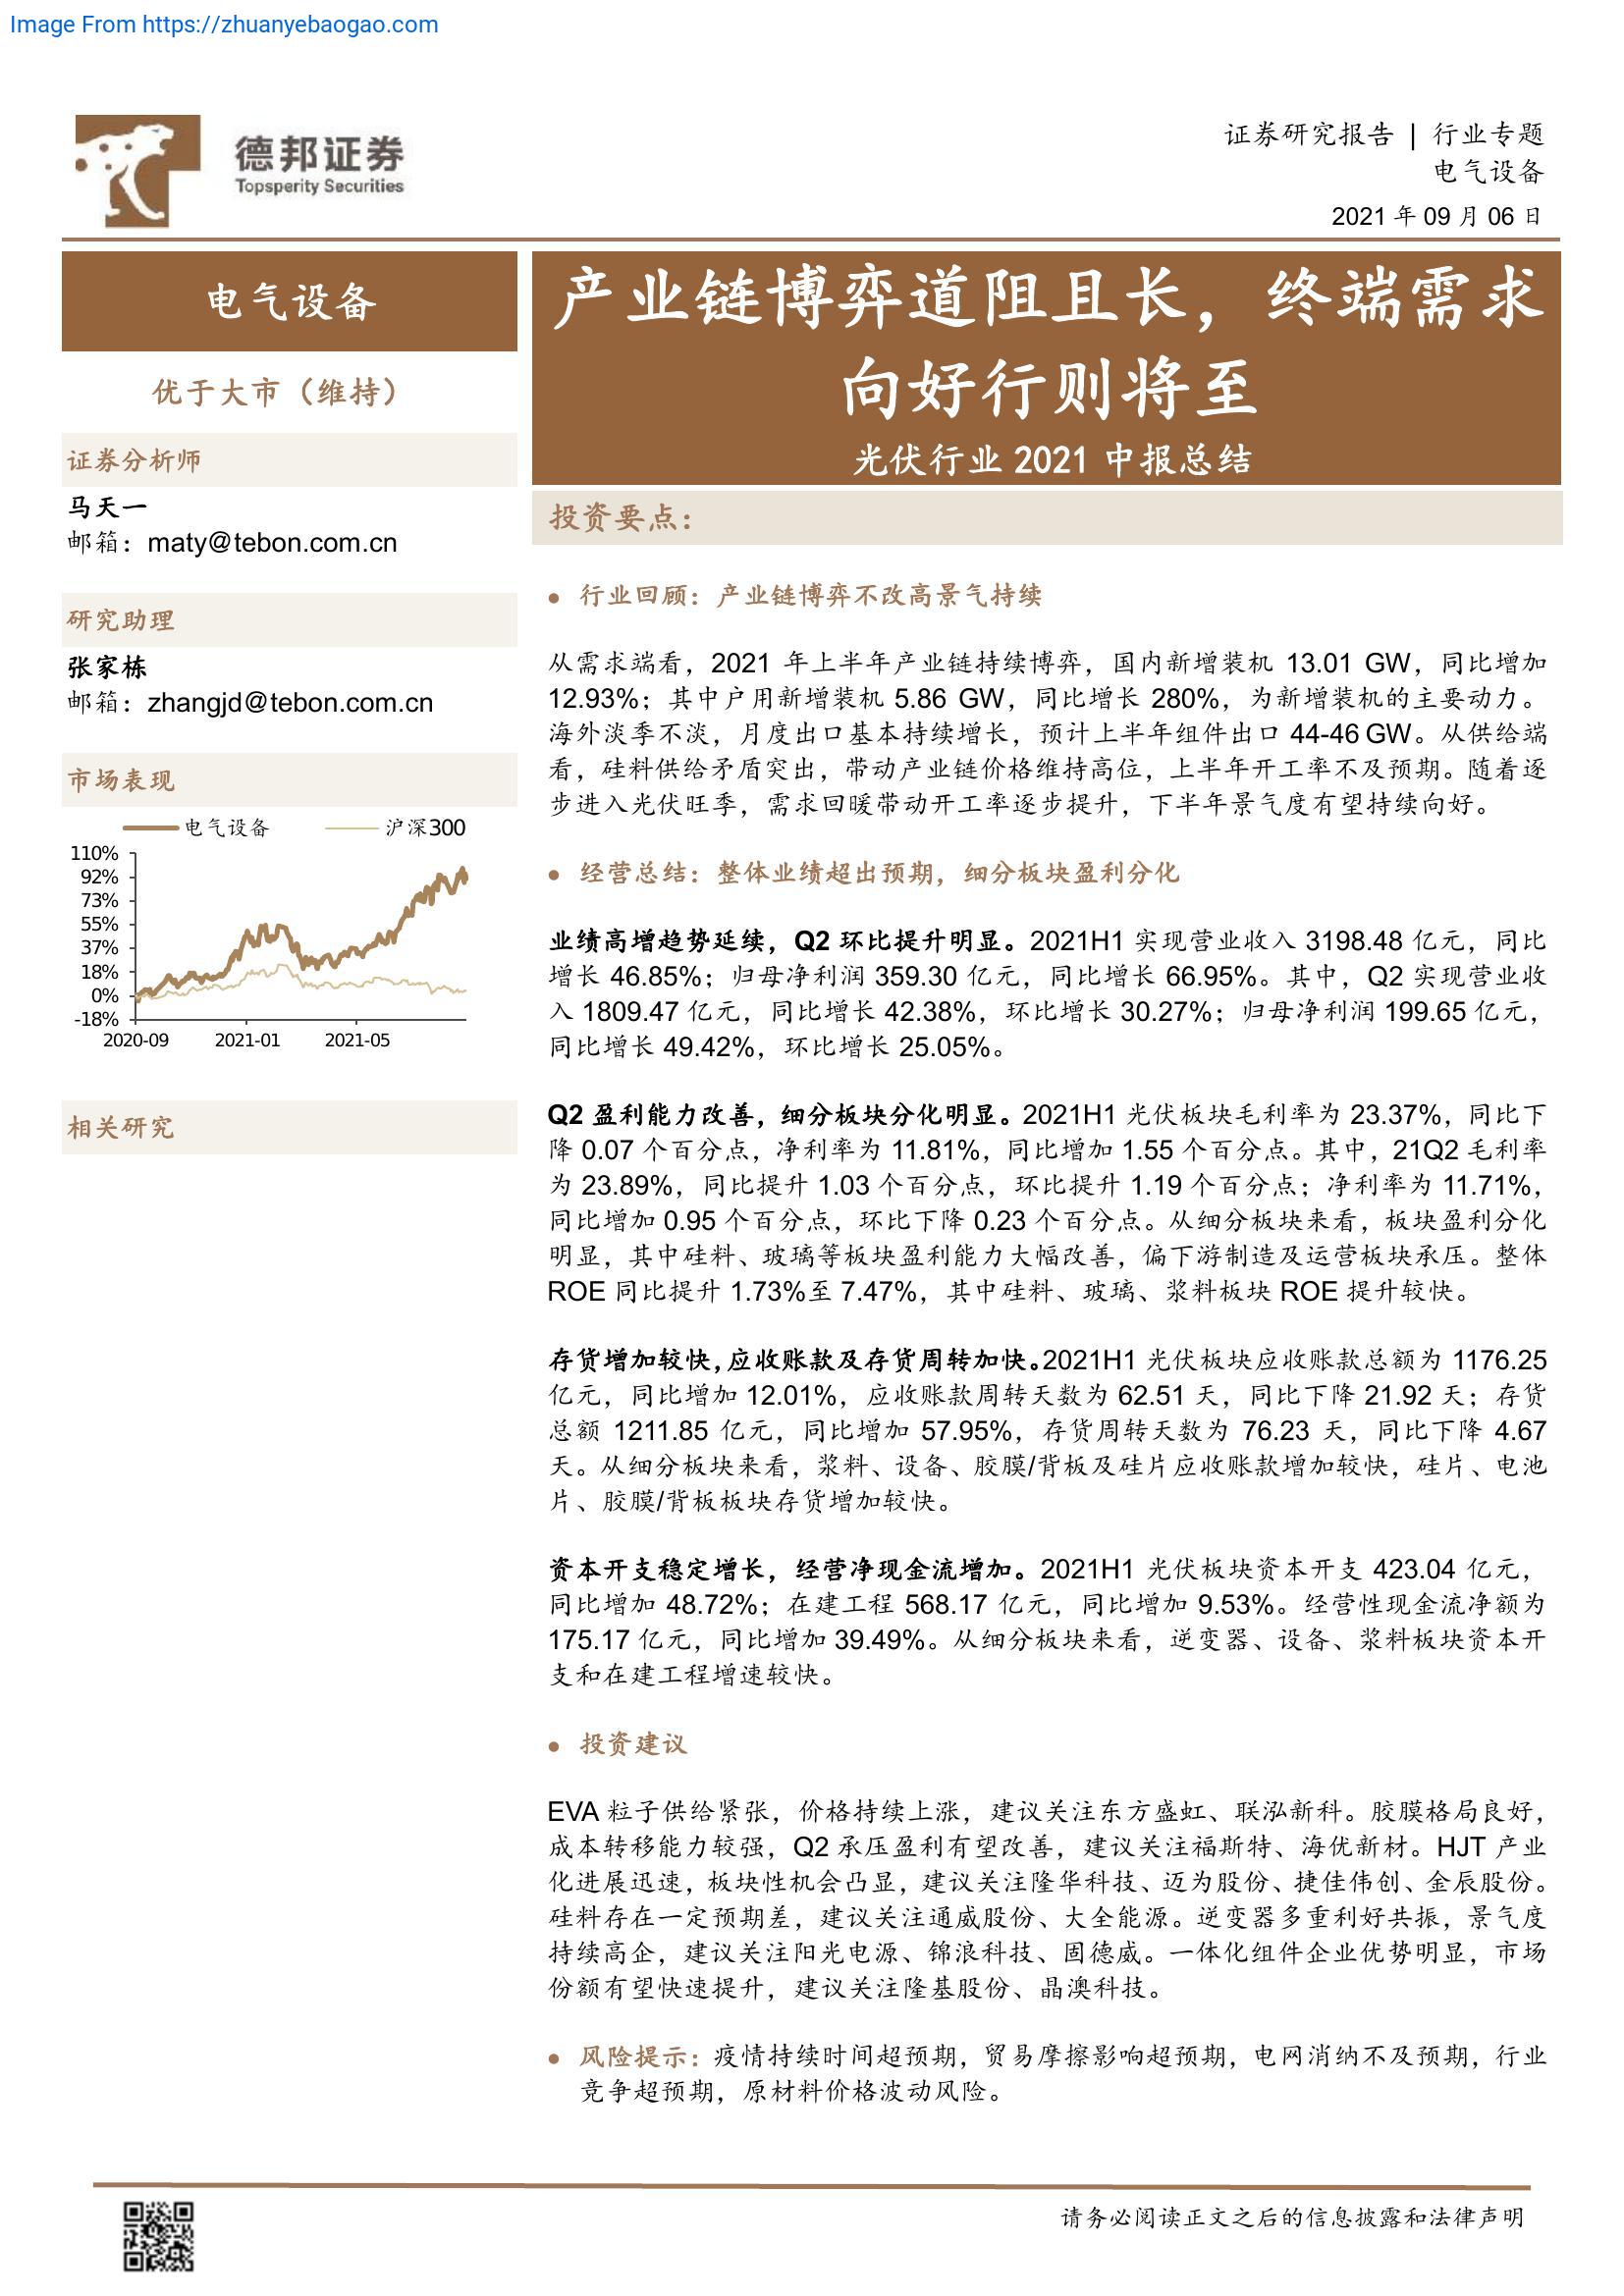 Image From https://zhuanyebaogao.com
德邦证券
Topsperity Securities
证券研究报告 | 行业专题
电气设备
2021 年 09 月 06 日
电气设备
优于大市（维持）
证券分析师
马天一
邮箱：maty@tebon.com.cn
研究助理
张家栋
邮箱：zhangjd@tebon.com.cn
市场表现
电气设备
沪深300
110%
92%
73%
55%
37%
18%
0%
-18%
2020-09
2021-01
2021-05
相关研究
产业链博弈道阻且长，终端需求
向好行则将至
光伏行业 2021 中报总结
投资要点：
● 行业回顾：产业链博弈不改高景气持续
从需求端看，2021 年上半年产业链持续博弈，国内新增装机 13.01 GW，同比增加
12.93%；其中户用新增装机 5.86 GW，同比增长 280%，为新增装机的主要动力。
海外淡季不淡，月度出口基本持续增长，预计上半年组件出口 44-46 GW。从供给端
看，硅料供给矛盾突出，带动产业链价格维持高位，上半年开工率不及预期。随着逐
步进入光伏旺季，需求回暖带动开工率逐步提升，下半年景气度有望持续向好。
● 经营总结：整体业绩超出预期，细分板块盈利分化
业绩高增趋势延续，Q2 环比提升明显。2021H1 实现营业收入 3198.48 亿元，同比
增长 46.85%；归母净利润 359.30 亿元，同比增长 66.95%。其中，Q2 实现营业收
入 1809.47 亿元，同比增长 42.38%，环比增长 30.27%；归母净利润 199.65 亿元，
同比增长 49.42%，环比增长 25.05%。
Q2 盈利能力改善，细分板块分化明显。2021H1 光伏板块毛利率为 23.37%，同比下
降 0.07 个百分点，净利率为 11.81%，同比增加 1.55 个百分点。其中，21Q2 毛利率
为 23.89%，同比提升 1.03 个百分点，环比提升 1.19 个百分点；净利率为 11.71%，
同比增加 0.95 个百分点，环比下降 0.23 个百分点。从细分板块来看，板块盈利分化
明显，其中硅料、玻璃等板块盈利能力大幅改善，偏下游制造及运营板块承压。整体
ROE 同比提升 1.73%至 7.47%，其中硅料、玻璃、浆料板块 ROE 提升较快。
存货增加较快，应收账款及存货周转加快。2021H1 光伏板块应收账款总额为 1176.25
亿元，同比增加 12.01%，应收账款周转天数为 62.51 天，同比下降 21.92 天；存货
总额 1211.85 亿元，同比增加 57.95%，存货周转天数为 76.23 天，同比下降 4.67
天。从细分板块来看，浆料、设备、胶膜/背板及硅片应收账款增加较快，硅片、电池
片、胶膜/背板板块存货增加较快。
资本开支稳定增长，经营净现金流增加。2021H1 光伏板块资本开支 423.04 亿元，
同比增加 48.72%；在建工程 568.17 亿元，同比增加 9.53%。经营性现金流净额为
175.17 亿元，同比增加 39.49%。从细分板块来看，逆变器、设备、浆料板块资本开
支和在建工程增速较快。
● 投资建议
EVA 粒子供给紧张，价格持续上涨，建议关注东方盛虹、联泓新科。胶膜格局良好，
成本转移能力较强，Q2 承压盈利有望改善，建议关注福斯特、海优新材。HJT 产业
化进展迅速，板块性机会凸显，建议关注隆华科技、迈为股份、捷佳伟创、金辰股份。
硅料存在一定预期差，建议关注通威股份、大全能源。逆变器多重利好共振，景气度
持续高企，建议关注阳光电源、锦浪科技、固德威。一体化组件企业优势明显，市场
份额有望快速提升，建议关注隆基股份、晶澳科技。
● 风险提示：疫情持续时间超预期，贸易摩擦影响超预期，电网消纳不及预期，行业
竞争超预期，原材料价格波动风险。
请务必阅读正文之后的信息披露和法律声明